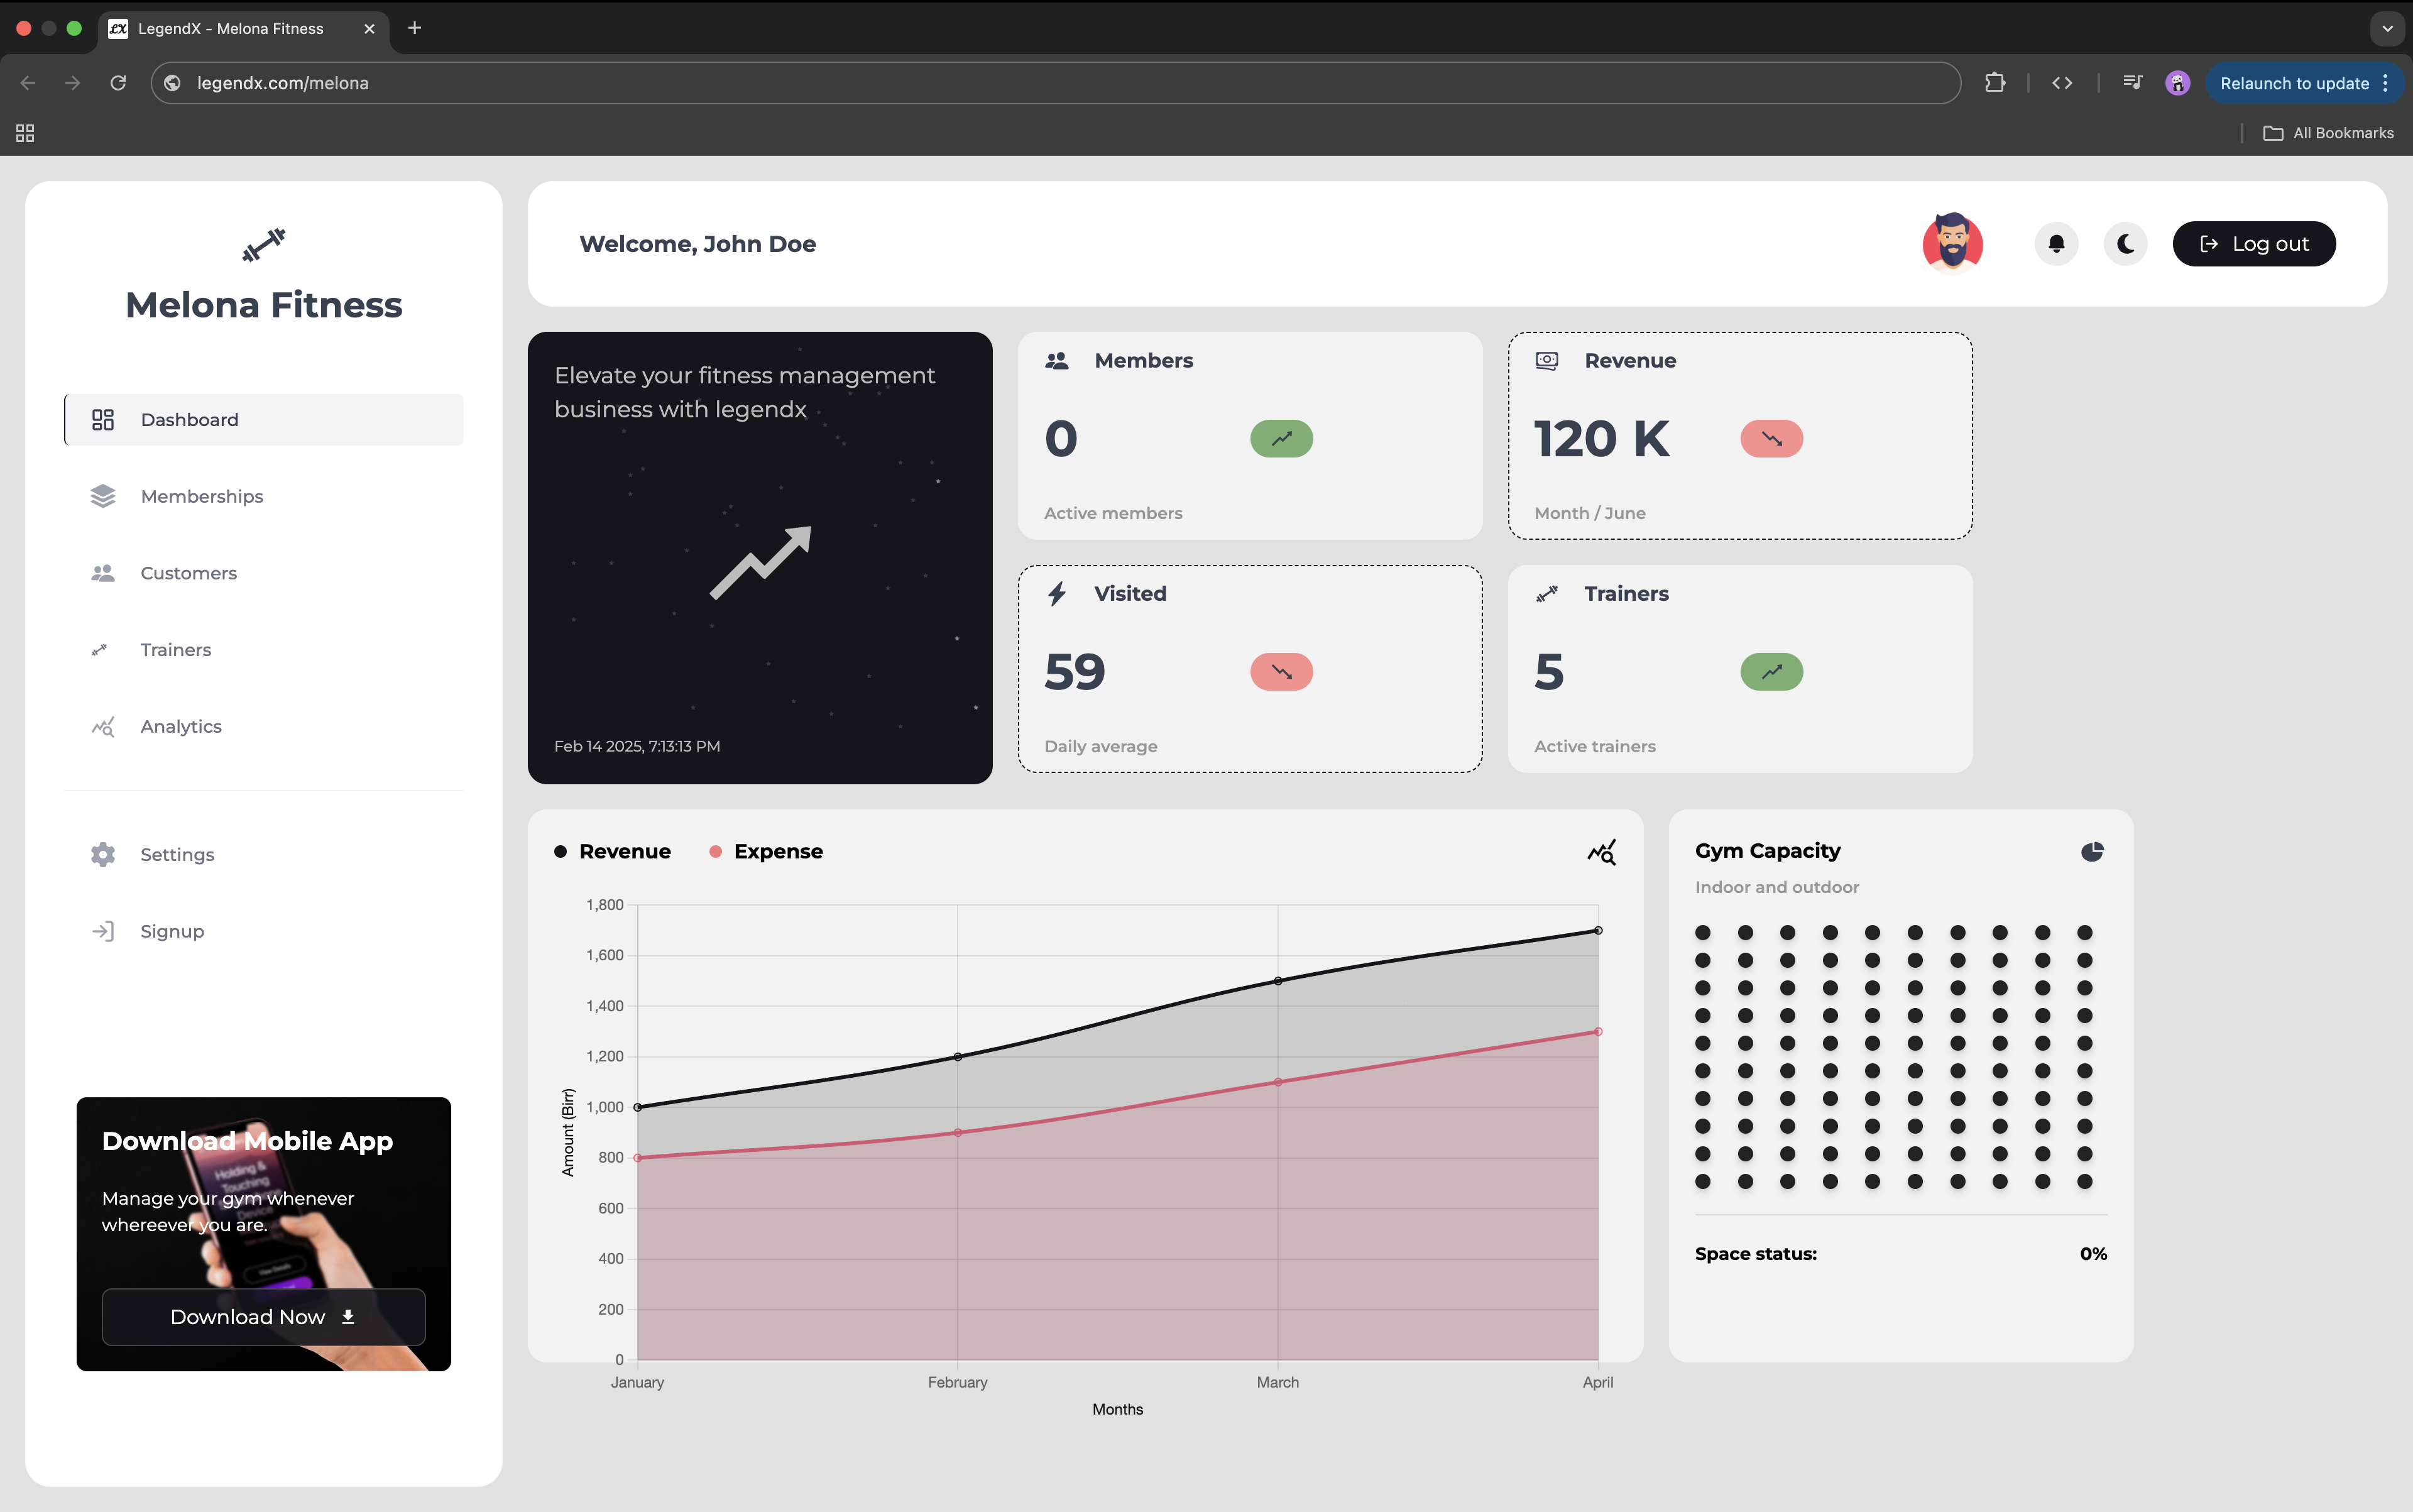 LX
LegendX - Melona Fitness
legendx.com/melona
Relaunch to update
All Bookmarks
Melona Fitness
Dashboard
Memberships
Customers
Trainers
Analytics
Settings
Signup
Download Mobile App
Holding &
Touching
Device
Manage your gym whenever
whereever you are.
Download Now
Welcome, John Doe
Log out
Elevate your fitness management
business with legendx
Feb 14 2025, 7:13:13 PM
Members
0
Active members
Revenue
120 K
Month / June
Visited
59
Daily average
Trainers
5
Active trainers
Revenue
Expense
1,800
1,600
1,400
1,200
1,000
800
600
400
200
0
Amount (Birr)
January
February
March
April
Months
Gym Capacity
Indoor and outdoor
Space status:
0%